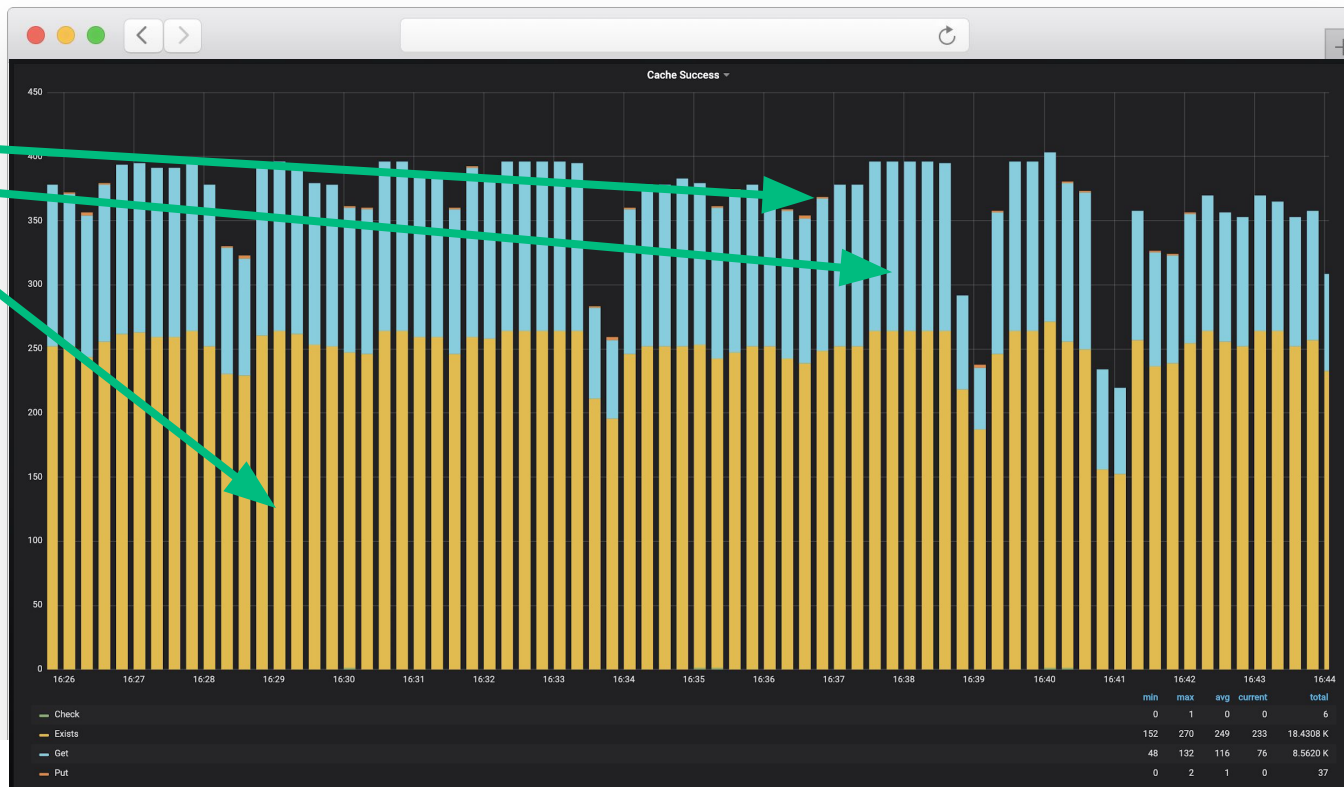 Cache Success
450
400
350
300
250
200
150
100
50
0
16:26 16:27 16:28 16:29 16:30 16:31 16:32 16:33 16:34 16:35 16:36 16:37 16:38 16:39 16:40 16:41 16:42 16:43 16:44
min max avg current total
Check 0 1 0 0 6
Exists 152 270 249 233 18.4308 K
Get 48 132 116 76 8.5620 K
Put 0 2 1 0 37